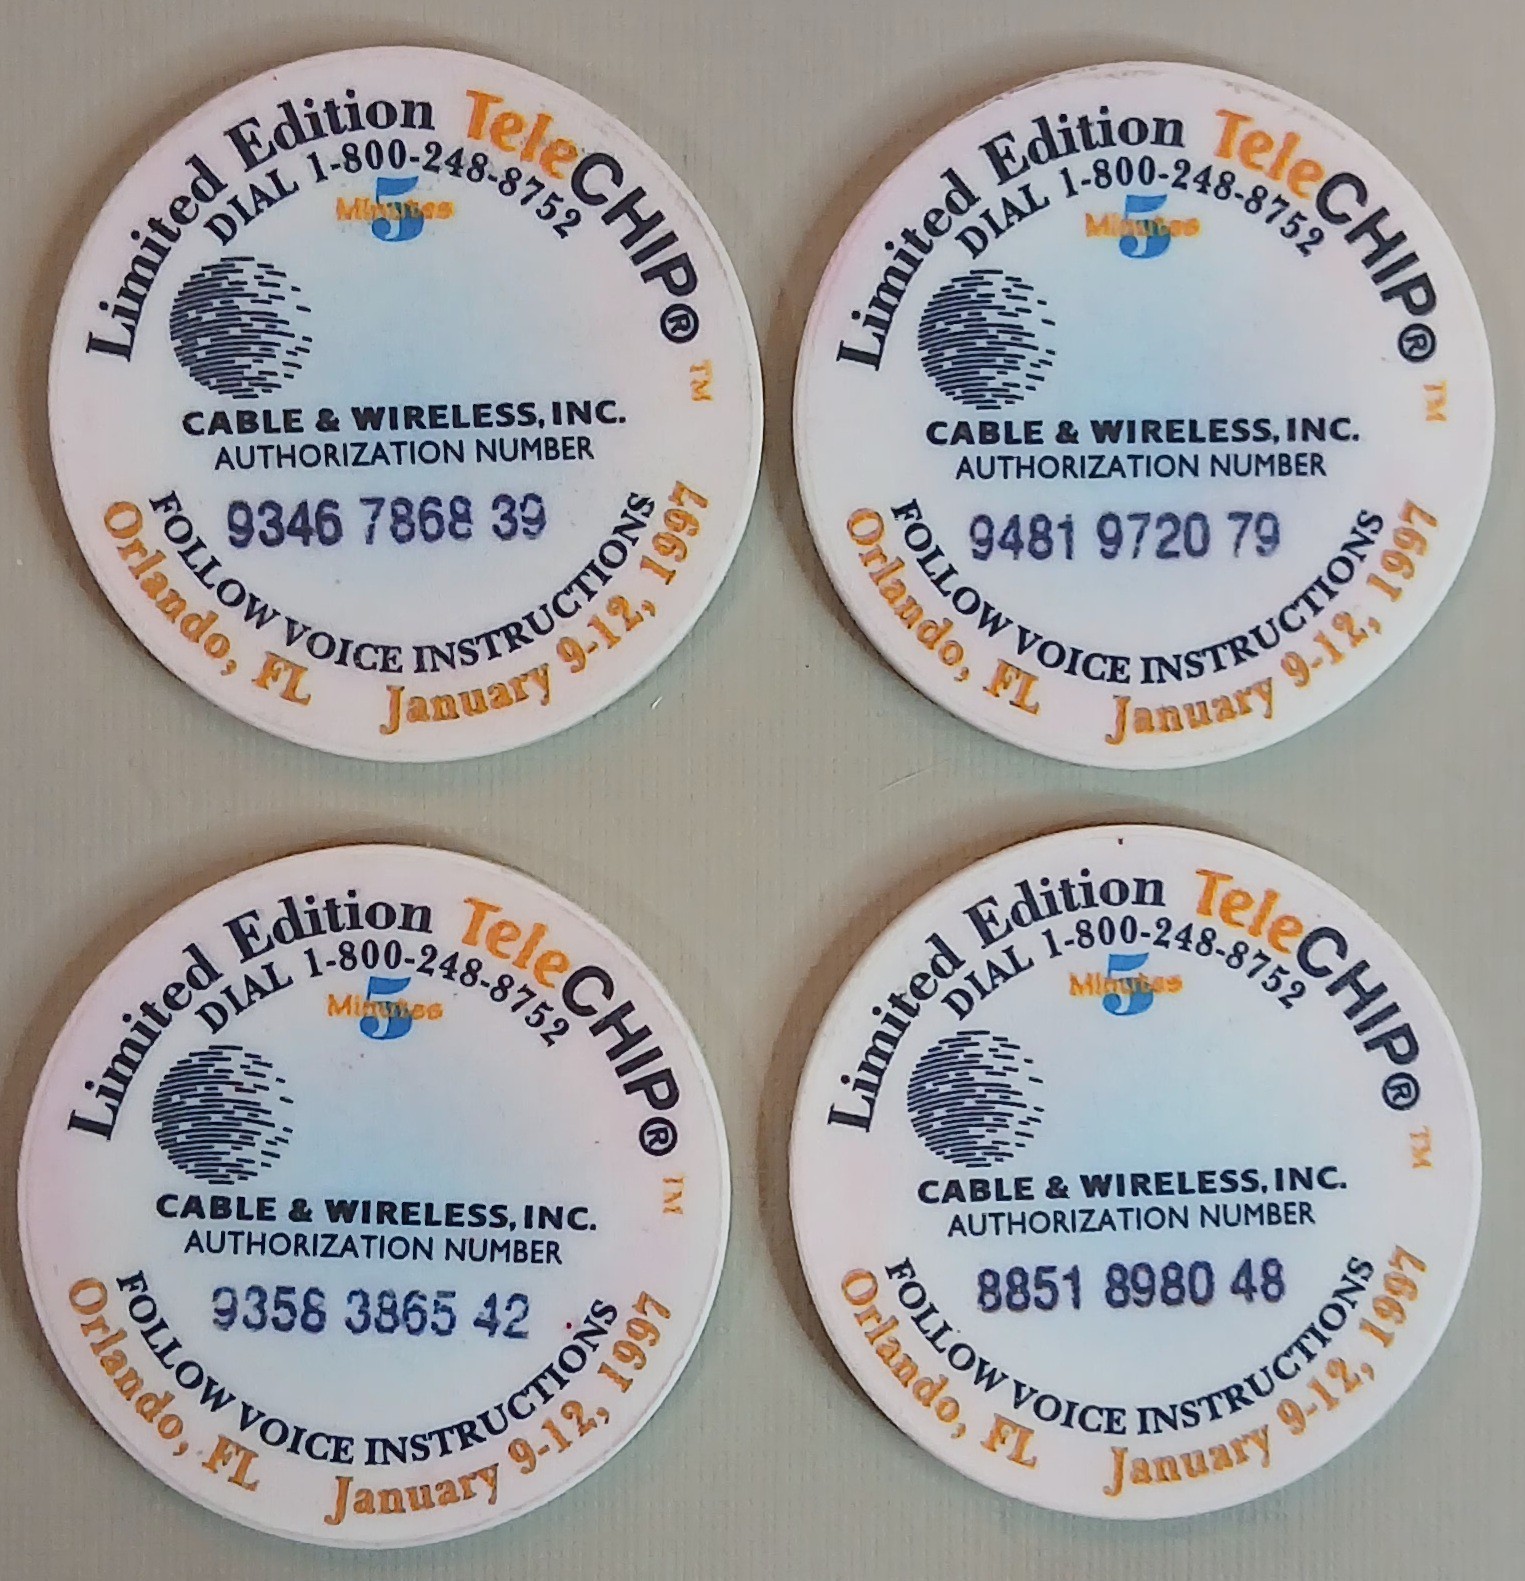 Limited Edition TeleCHIP®
DIAL 1-800-248-8752
5
Minutes
TM
CABLE & WIRELESS, INC.
AUTHORIZATION NUMBER
9346 7868 39
FOLLOW VOICE INSTRUCTIONS
Orlando, FL January 9-12, 1997
Limited Edition TeleCHIP®
DIAL 1-800-248-8752
5
Minutes
TM
CABLE & WIRELESS, INC.
AUTHORIZATION NUMBER
9481 9720 79
FOLLOW VOICE INSTRUCTIONS
Orlando, FL January 9-12, 1997
Limited Edition TeleCHIP®
DIAL 1-800-248-8752
5
Minutes
TM
CABLE & WIRELESS, INC.
AUTHORIZATION NUMBER
9358 3865 42
FOLLOW VOICE INSTRUCTIONS
Orlando, FL January 9-12, 1997
Limited Edition TeleCHIP®
DIAL 1-800-248-8752
5
Minutes
TM
CABLE & WIRELESS, INC.
AUTHORIZATION NUMBER
8851 8980 48
FOLLOW VOICE INSTRUCTIONS
Orlando, FL January 9-12, 1997